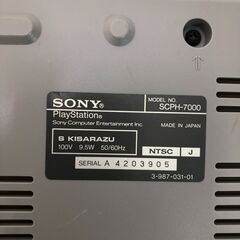 SONY
PlayStation®
Sony Computer Entertainment Inc.
MODEL NO.
SCPH-7000
MADE IN JAPAN
S KISARAZU
100V 9.5W 50/60Hz
NTSC J
SERIAL A 4203905
3-987-031-01